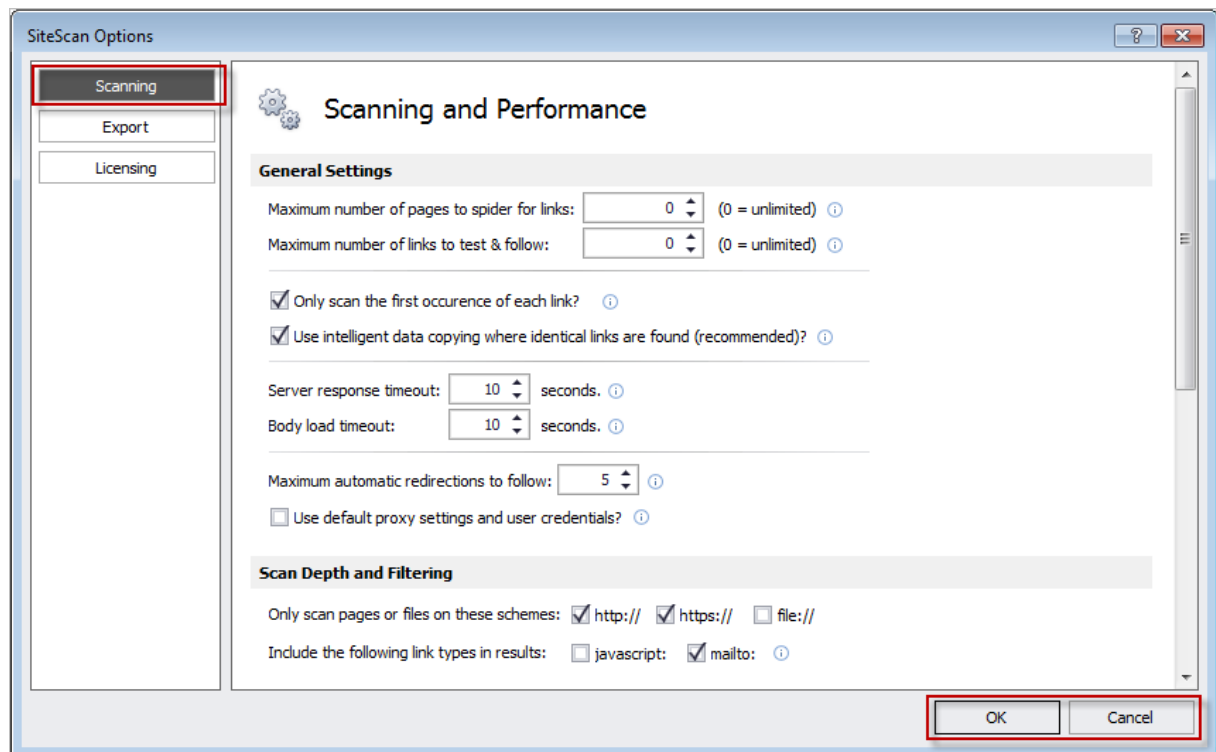 SiteScan Options
Scanning
Export
Licensing
Scanning and Performance
General Settings
Maximum number of pages to spider for links: 0 (0 = unlimited)
Maximum number of links to test & follow: 0 (0 = unlimited)
Only scan the first occurence of each link?
Use intelligent data copying where identical links are found (recommended)?
Server response timeout: 10 seconds.
Body load timeout: 10 seconds.
Maximum automatic redirections to follow: 5
Use default proxy settings and user credentials?
Scan Depth and Filtering
Only scan pages or files on these schemes: http:// https:// file://
Include the following link types in results: javascript: mailto:
OK Cancel